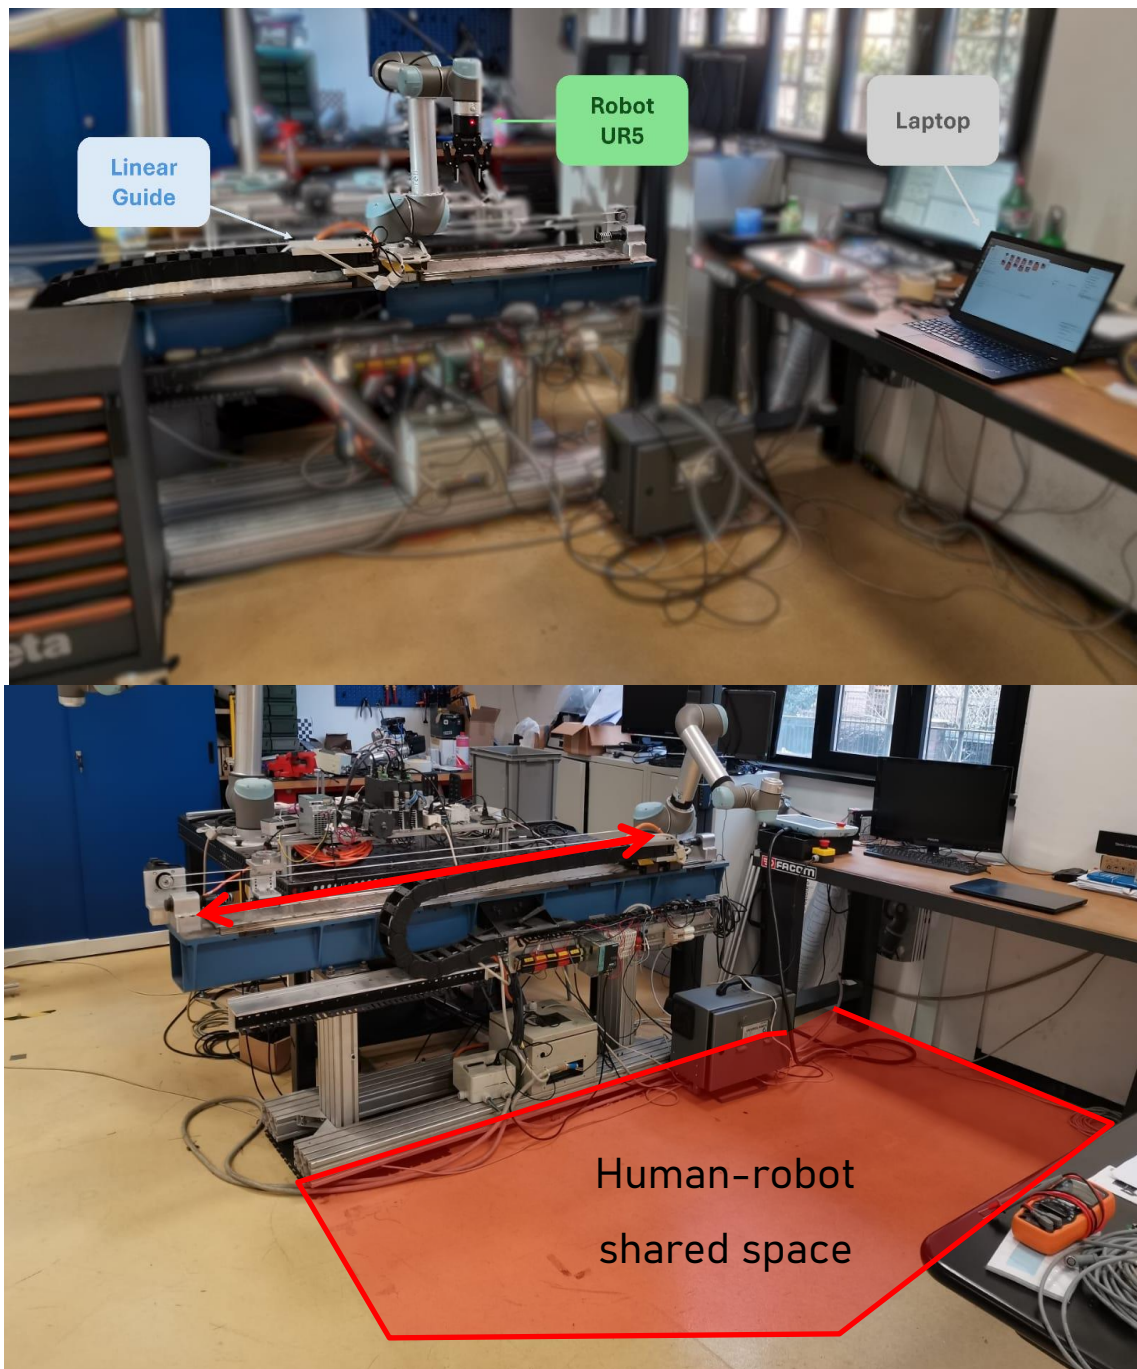 Robot
UR5
Laptop
Linear
Guide
eta
FACOM
Human-robot
shared space